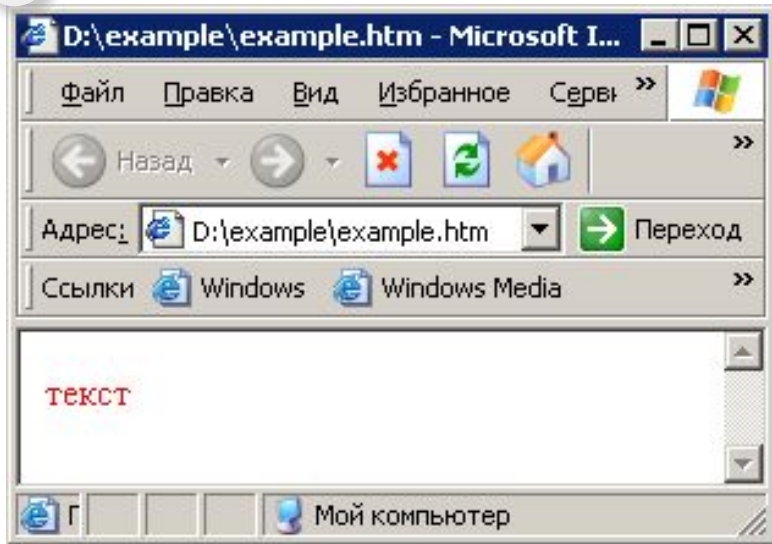 D:\example\example.htm - Microsoft I...
Файл Правка Вид Избранное Серви »
Назад »
Адрес: D:\example\example.htm Переход
Ссылки Windows Windows Media »
текст
Мой компьютер